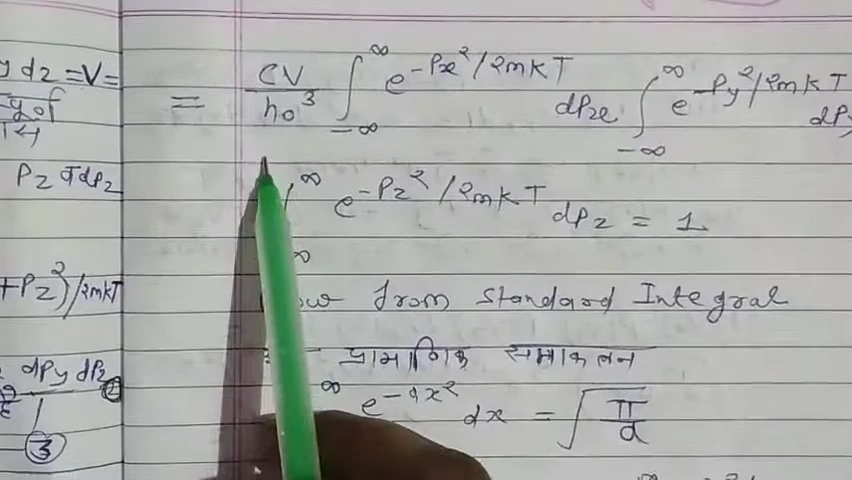 y dz = V =
= CV/h₀³ ∫_{-∞}^{∞} e^{-Px²/2mKT} dPx ∫_{-∞}^{∞} e^{-Py²/2mKT} dPy
Pz व dPz
∫^{∞} e^{-Pz²/2mKT} dPz = 1
+Pz²)/2mKT
from Standard Integral
प्रामाणिक समाकलन
dPy dPz
∞ e^{-ax²} dx = √(π/a)
3